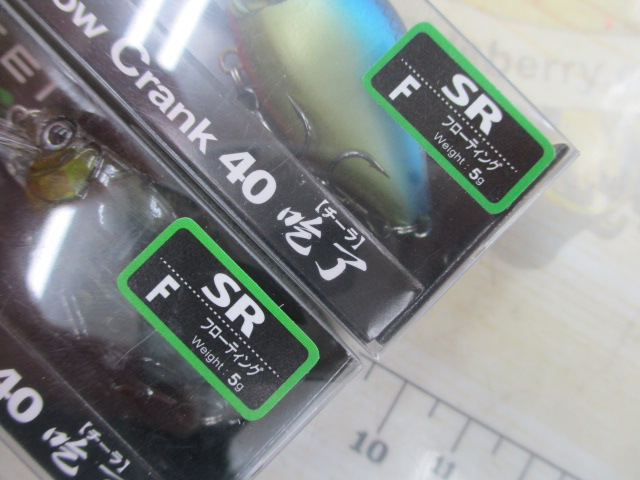 ow Crank 40
【チーラ】
吃了
SR
F
フローティング
Weight : 5g
SR
F
フローティング
Weight : 5g
40
【チーラ】
吃了
berry.
10
11